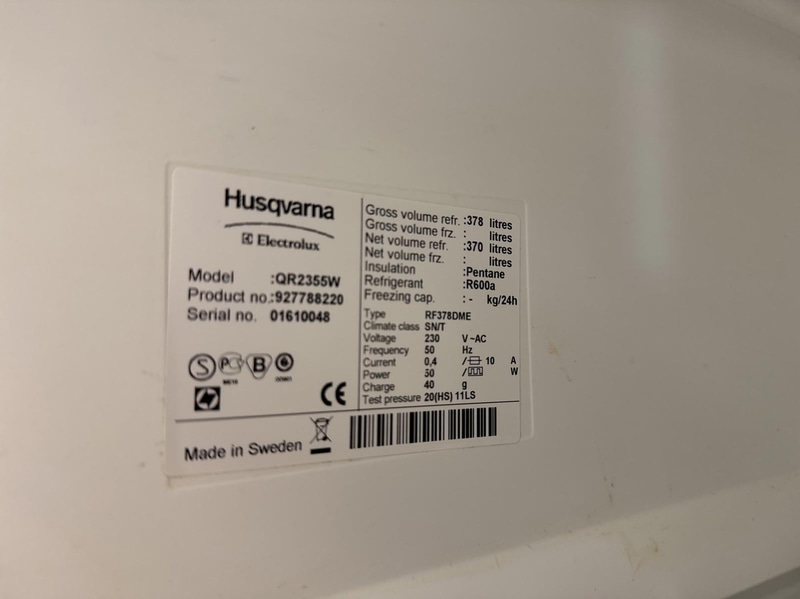 Husqvarna
Electrolux
Model :QR2355W
Product no.:927788220
Serial no. 01610048
S
B
CE
Made in Sweden
Gross volume refr. :378 litres
Gross volume frz. : litres
Net volume refr. :370 litres
Net volume frz. : litres
Insulation :Pentane
Refrigerant :R600a
Freezing cap. : - kg/24h
Type RF378DME
Climate class SN/T
Voltage 230 V ~AC
Frequency 50 Hz
Current 0,4 / 10 A
Power 50 / W
Charge 40 g
Test pressure 20(HS) 11LS